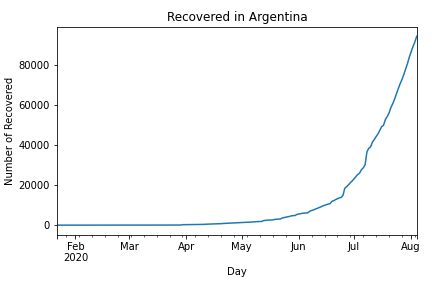 Recovered in Argentina
Number of Recovered
80000
60000
40000
20000
0
Feb Mar Apr May Jun Jul Aug
2020
Day